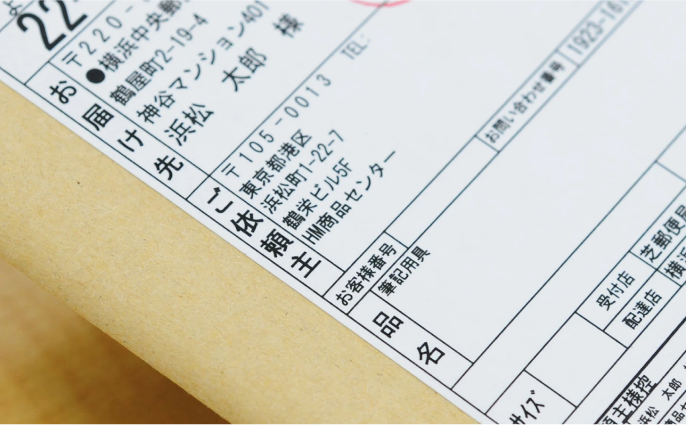 22
〒220-
お届け先
●横浜中央郵
鶴屋町2-19-4
神谷マンション401
浜松 太郎 様
ご依頼主
〒105-0013 TEL:
東京都港区
浜松町1-22-7
鶴栄ビル5F
HM商品センター
お問い合わせ番号
1923-16
お客様番号
品名
筆記用具
サイズ
受付店
芝郵便局
配達店
横浜
主様控
浜松 太郎